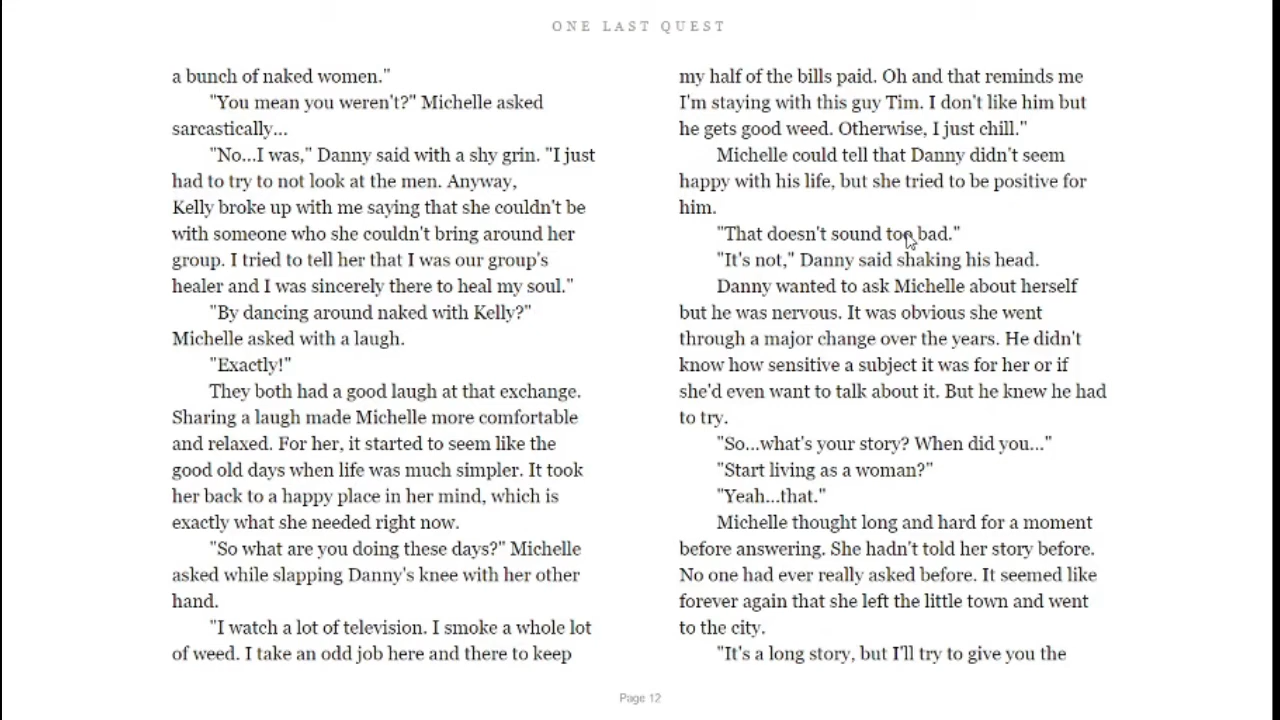 ONE LAST QUEST
a bunch of naked women."
"You mean you weren't?" Michelle asked
sarcastically...
"No...I was," Danny said with a shy grin. "I just
had to try to not look at the men. Anyway,
Kelly broke up with me saying that she couldn't be
with someone who she couldn't bring around her
group. I tried to tell her that I was our group's
healer and I was sincerely there to heal my soul."
"By dancing around naked with Kelly?"
Michelle asked with a laugh.
"Exactly!"
They both had a good laugh at that exchange.
Sharing a laugh made Michelle more comfortable
and relaxed. For her, it started to seem like the
good old days when life was much simpler. It took
her back to a happy place in her mind, which is
exactly what she needed right now.
"So what are you doing these days?" Michelle
asked while slapping Danny's knee with her other
hand.
"I watch a lot of television. I smoke a whole lot
of weed. I take an odd job here and there to keep
my half of the bills paid. Oh and that reminds me
I'm staying with this guy Tim. I don't like him but
he gets good weed. Otherwise, I just chill."
Michelle could tell that Danny didn't seem
happy with his life, but she tried to be positive for
him.
"That doesn't sound too bad."
"It's not," Danny said shaking his head.
Danny wanted to ask Michelle about herself
but he was nervous. It was obvious she went
through a major change over the years. He didn't
know how sensitive a subject it was for her or if
she'd even want to talk about it. But he knew he had
to try.
"So...what's your story? When did you..."
"Start living as a woman?"
"Yeah...that."
Michelle thought long and hard for a moment
before answering. She hadn't told her story before.
No one had ever really asked before. It seemed like
forever again that she left the little town and went
to the city.
"It's a long story, but I'll try to give you the
Page 12